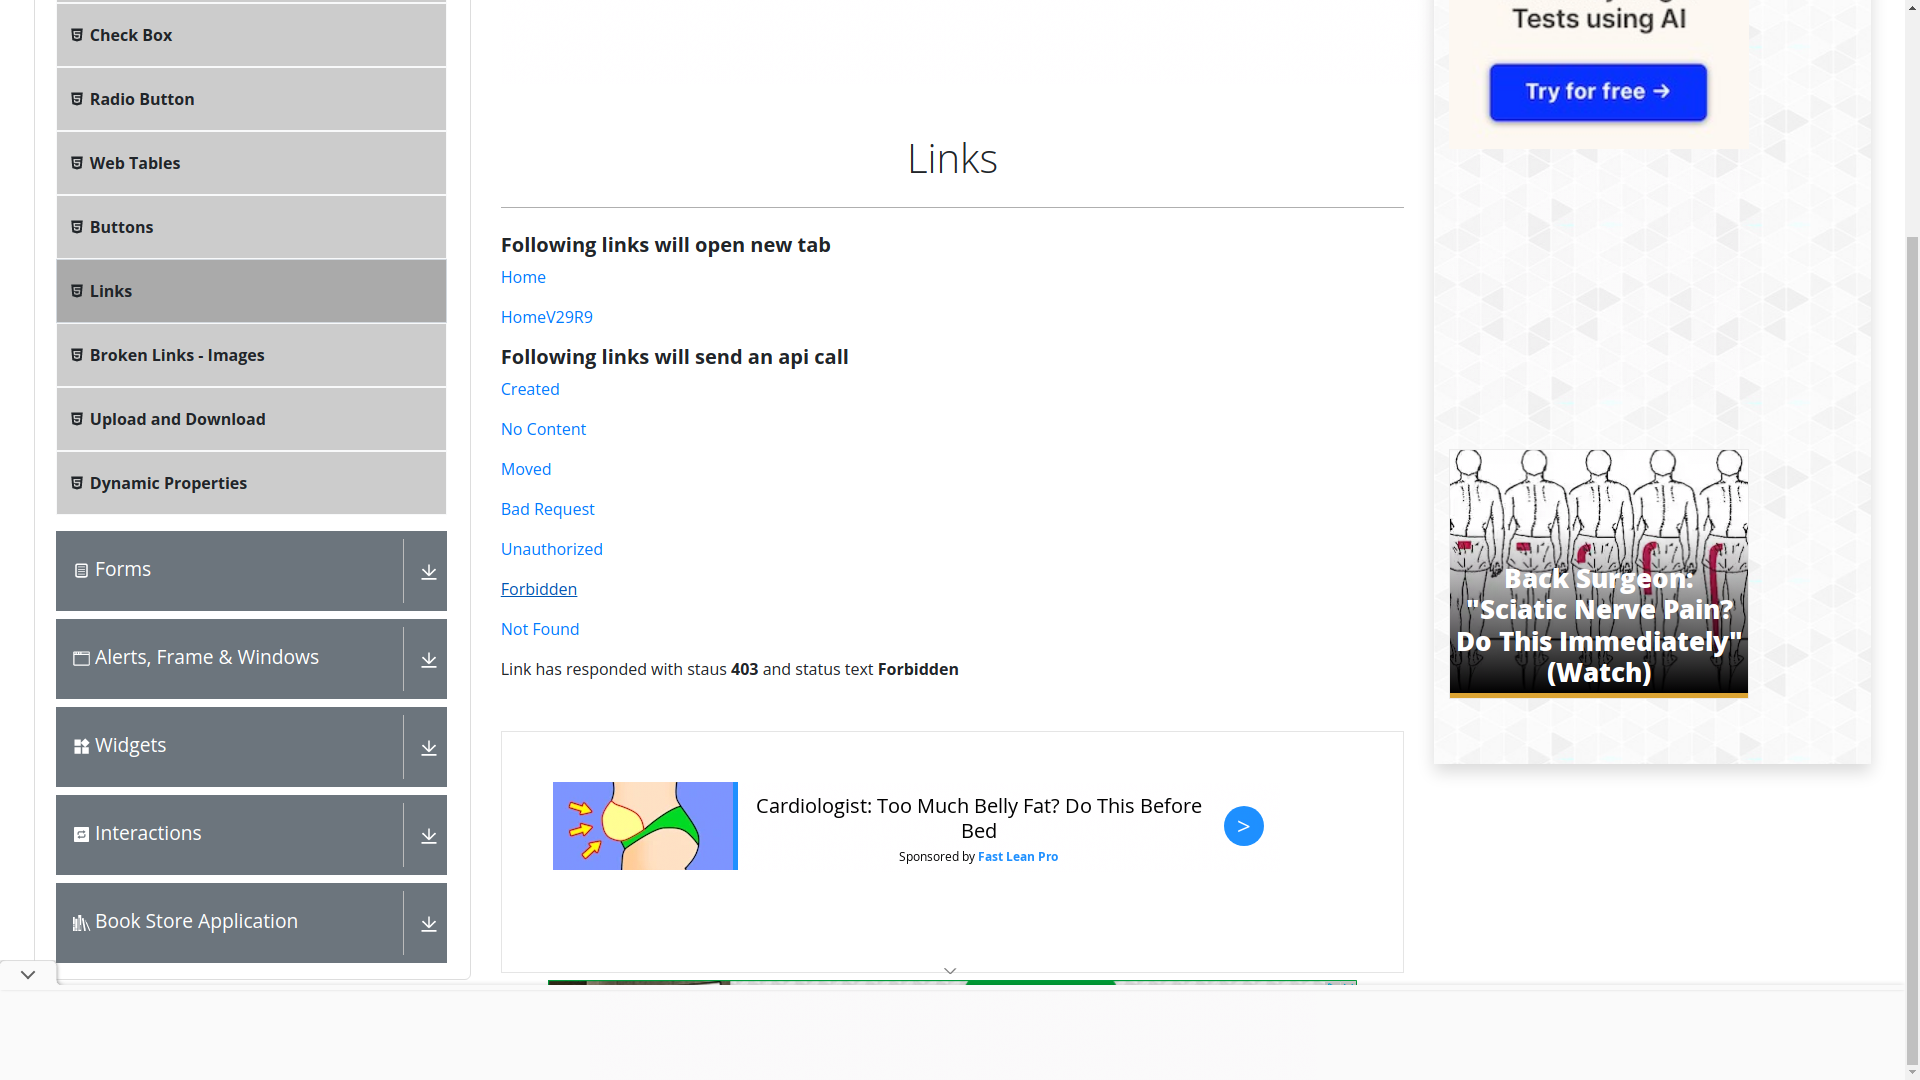 Check Box
Radio Button
Web Tables
Buttons
Links
Broken Links - Images
Upload and Download
Dynamic Properties
Forms
Alerts, Frame & Windows
Widgets
Interactions
Book Store Application
Links
Following links will open new tab
Home
HomeV29R9
Following links will send an api call
Created
No Content
Moved
Bad Request
Unauthorized
Forbidden
Not Found
Link has responded with staus 403 and status text Forbidden
Cardiologist: Too Much Belly Fat? Do This Before
Bed
Sponsored by Fast Lean Pro
>
Tests using AI
Try for free →
Back Surgeon:
"Sciatic Nerve Pain?
Do This Immediately"
(Watch)